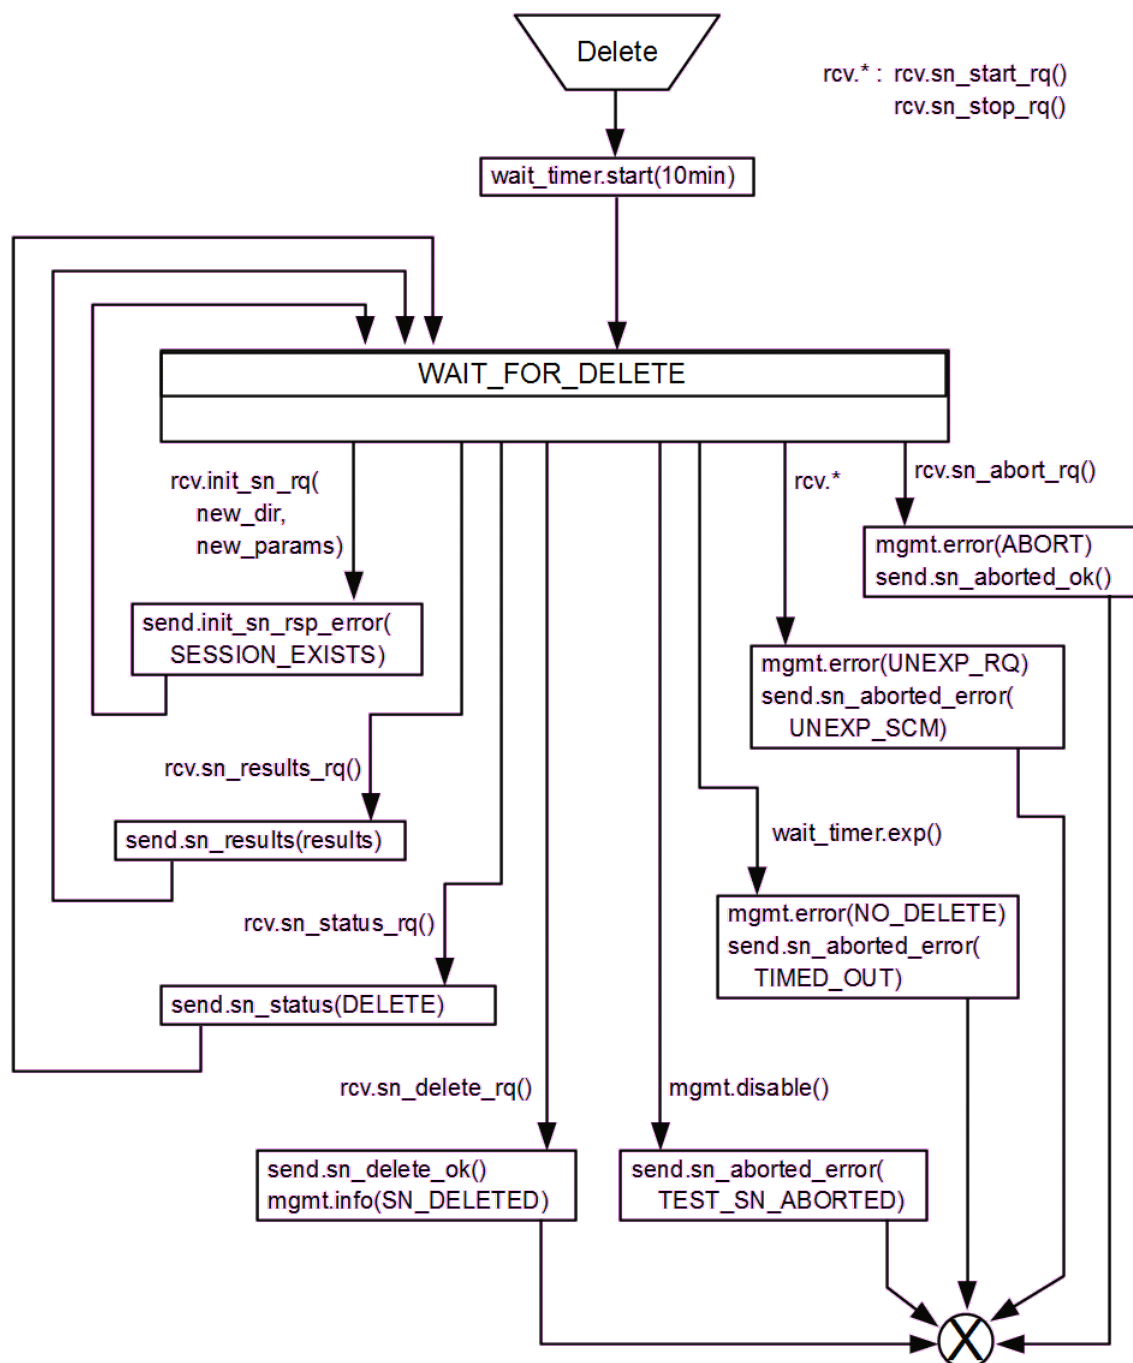 Delete
rcv.* : rcv.sn_start_rq()
rcv.sn_stop_rq()
wait_timer.start(10min)
WAIT_FOR_DELETE
rcv.init_sn_rq(
new_dir,
new_params)
rcv.*
rcv.sn_abort_rq()
mgmt.error(ABORT)
send.sn_aborted_ok()
send.init_sn_rsp_error(
SESSION_EXISTS)
mgmt.error(UNEXP_RQ)
send.sn_aborted_error(
UNEXP_SCM)
rcv.sn_results_rq()
send.sn_results(results)
wait_timer.exp()
rcv.sn_status_rq()
mgmt.error(NO_DELETE)
send.sn_aborted_error(
TIMED_OUT)
send.sn_status(DELETE)
rcv.sn_delete_rq()
mgmt.disable()
send.sn_delete_ok()
mgmt.info(SN_DELETED)
send.sn_aborted_error(
TEST_SN_ABORTED)
X